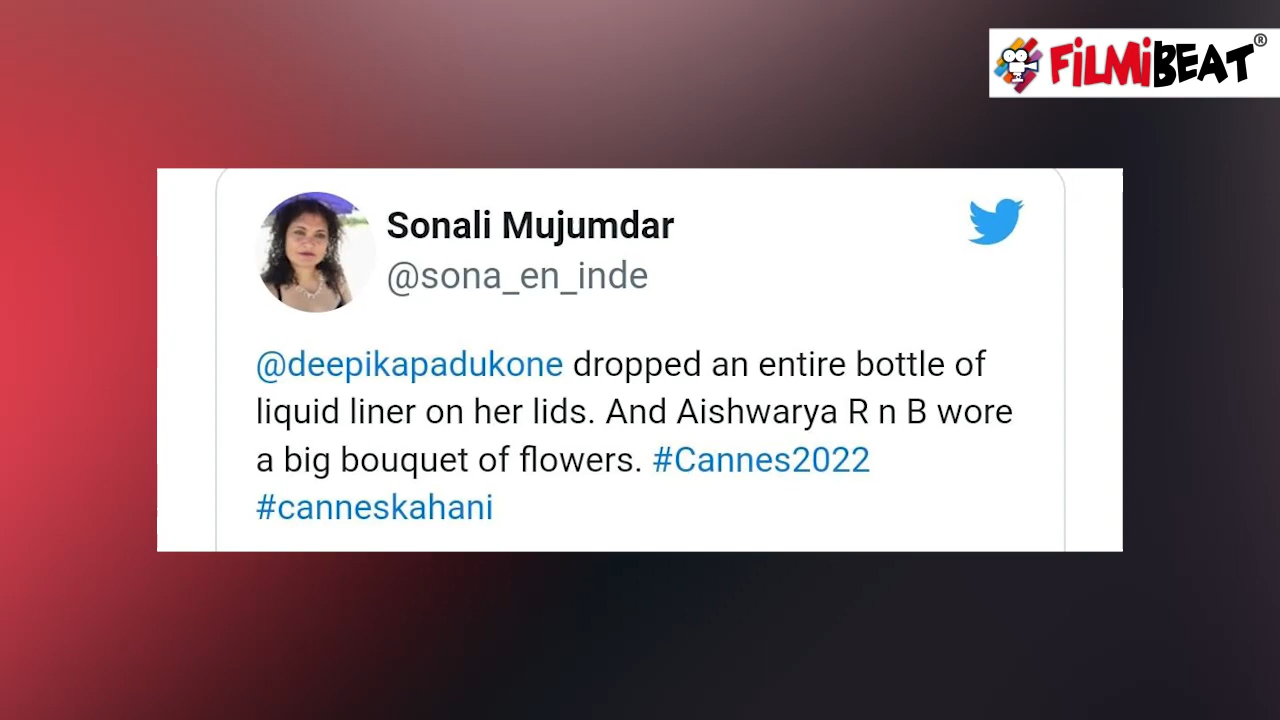 FiLMiBEAT®
Sonali Mujumdar
@sona_en_inde
@deepikapadukone dropped an entire bottle of
liquid liner on her lids. And Aishwarya R n B wore
a big bouquet of flowers. #Cannes2022
#canneskahani